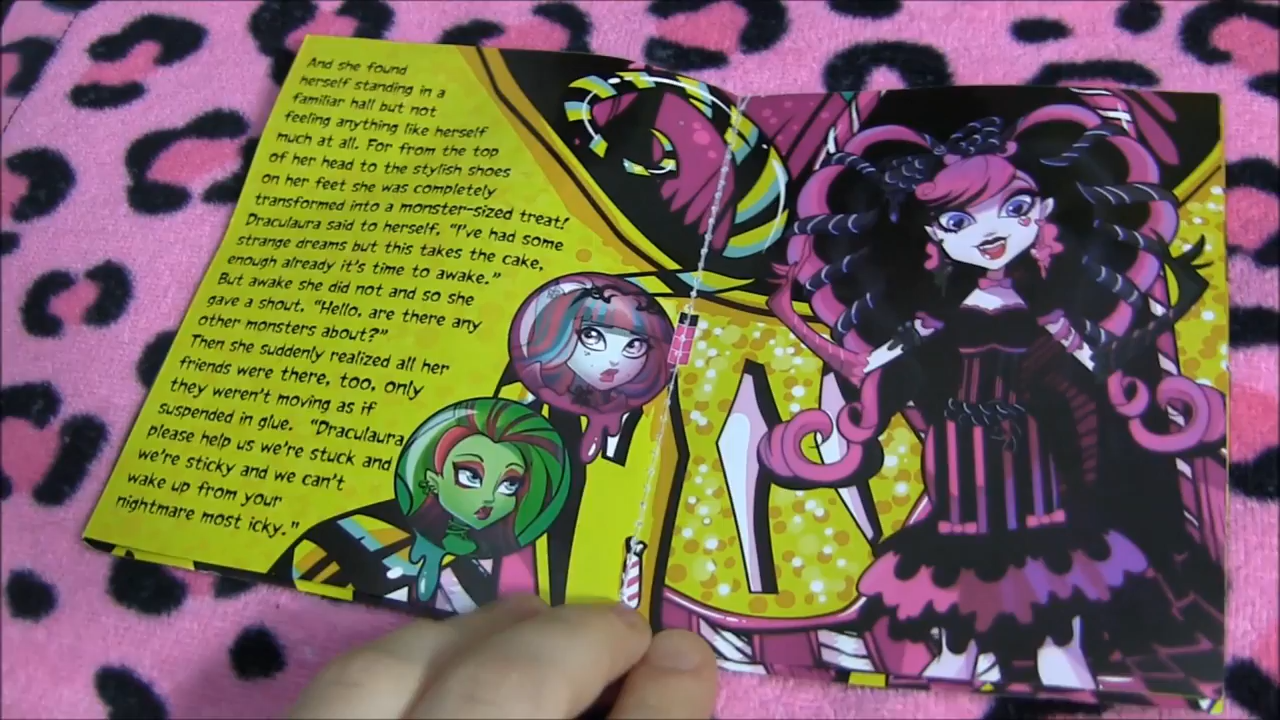 And she found
herself standing in a
familiar hall but not
feeling anything like herself
much at all. For from the top
of her head to the stylish shoes
on her feet she was completely
transformed into a monster-sized treat!
Draculaura said to herself, "I've had some
strange dreams but this takes the cake,
enough already it's time to awake."
But awake she did not and so she
gave a shout, "Hello, are there any
other monsters about?"
Then she suddenly realized all her
friends were there, too, only
they weren't moving as if
suspended in glue. "Draculaura
please help us we're stuck and
we're sticky and we can't
wake up from your
nightmare most icky."